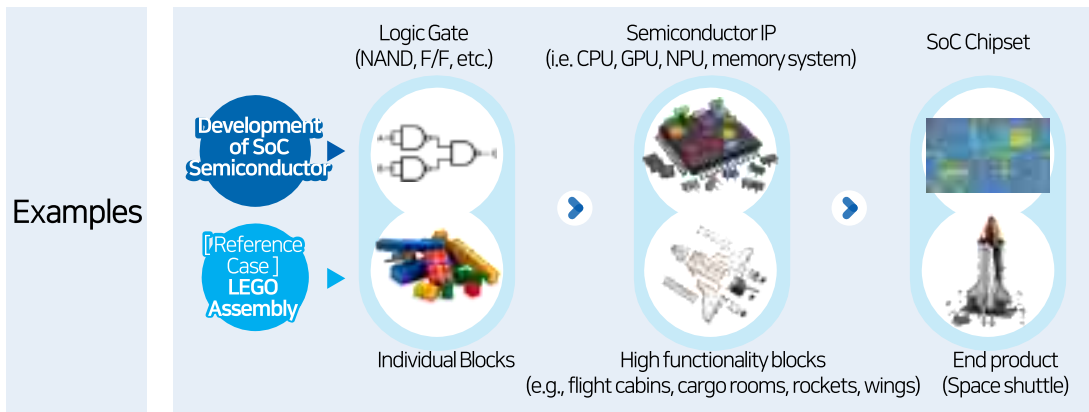 Examples
Logic Gate
(NAND, F/F, etc.)
Semiconductor IP
(i.e. CPU, GPU, NPU, memory system)
SoC Chipset
Development
of SoC
Semiconductor
[Reference
Case]
LEGO
Assembly
Individual Blocks
High functionality blocks
(e.g., flight cabins, cargo rooms, rockets, wings)
End product
(Space shuttle)